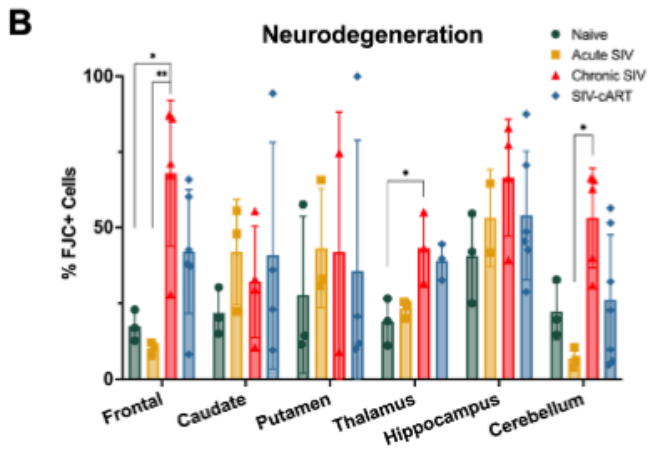 B
Neurodegeneration
Naive
Acute SIV
Chronic SIV
SIV-cART
% FJC+ Cells
100
50
0
*
**
*
*
Frontal
Caudate
Putamen
Thalamus
Hippocampus
Cerebellum